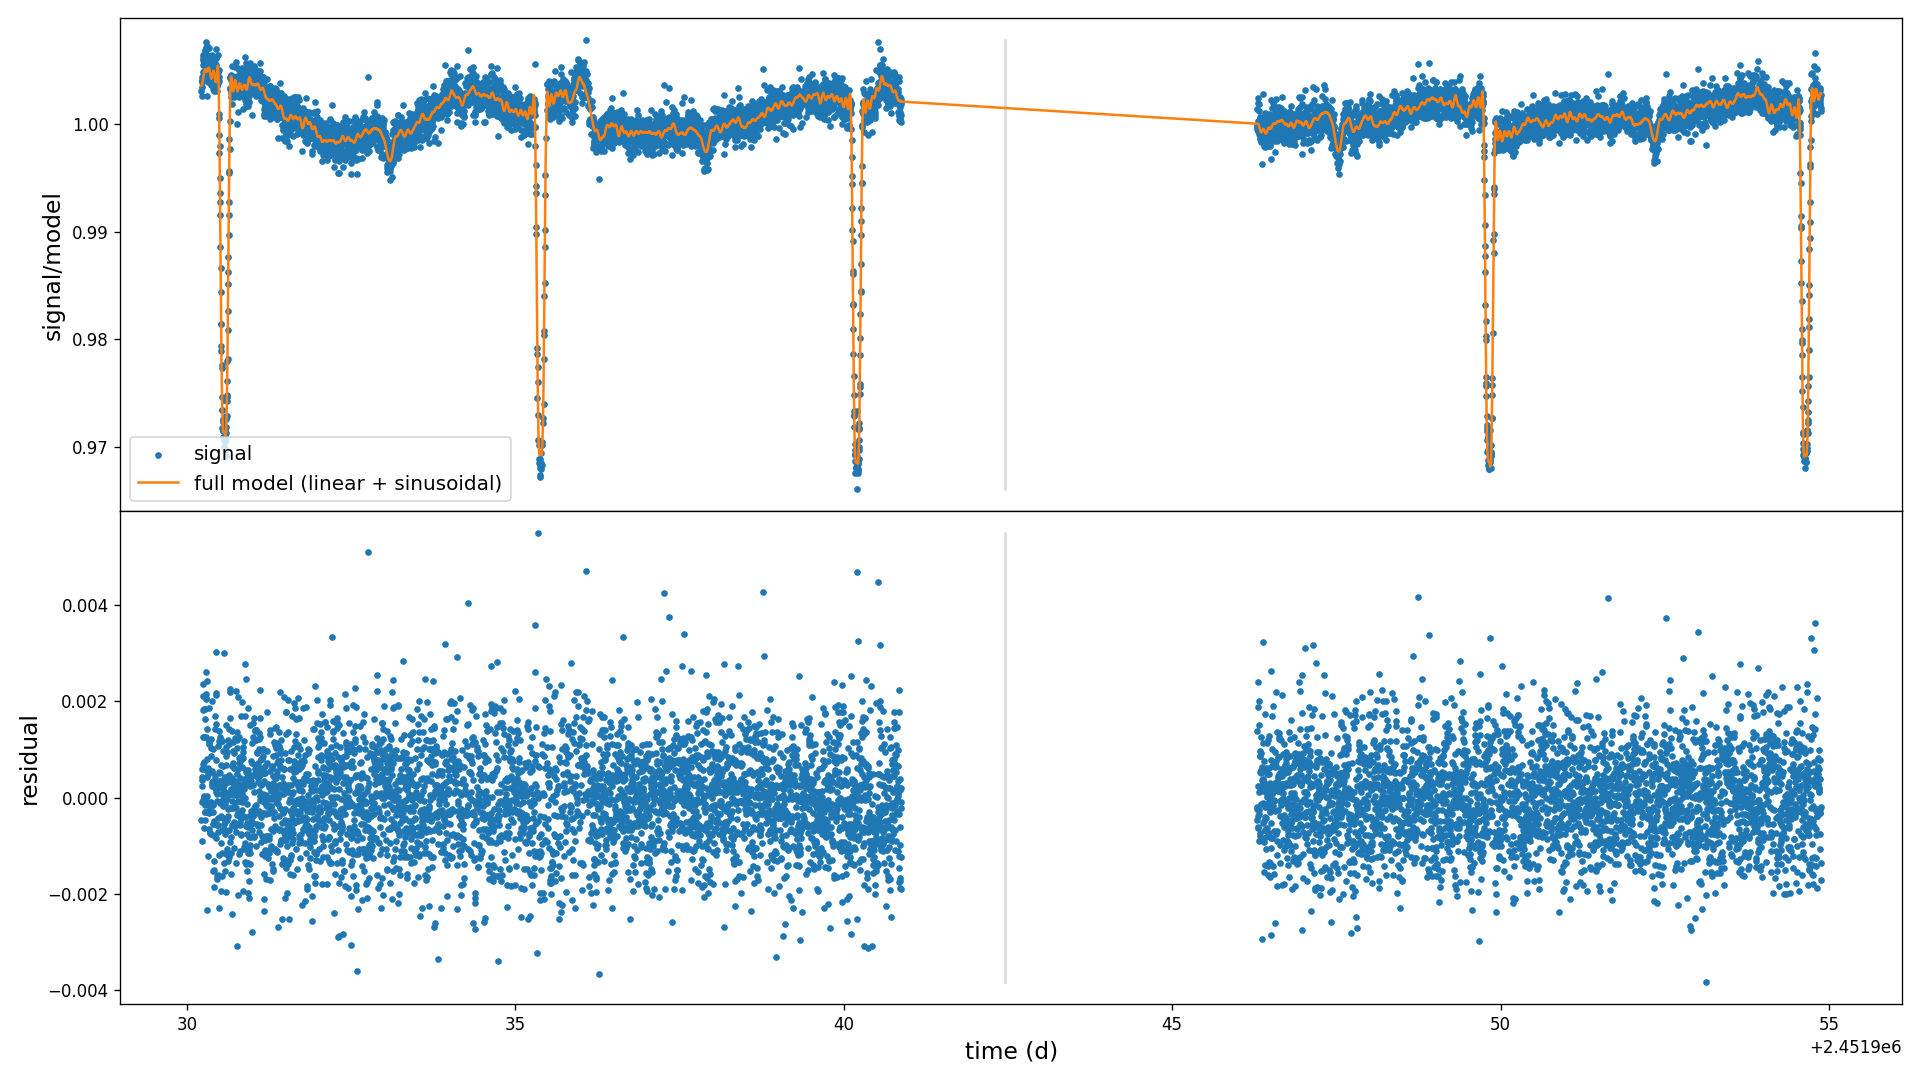 signal/model
1.00
0.99
0.98
0.97
signal
full model (linear + sinusoidal)
residual
0.004
0.002
0.000
−0.002
−0.004
30
35
40
45
50
55
time (d)
+2.4519e6